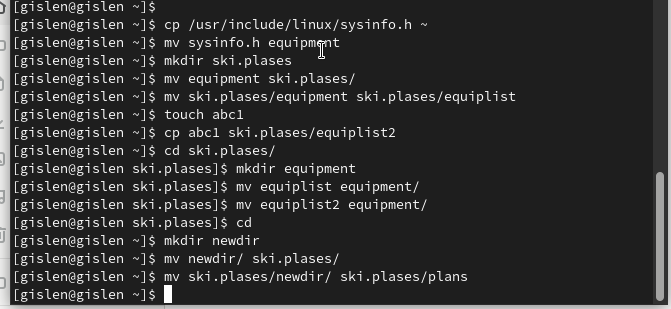 [gislen@gislen ~]$
[gislen@gislen ~]$ cp /usr/include/linux/sysinfo.h ~
[gislen@gislen ~]$ mv sysinfo.h equipment
[gislen@gislen ~]$ mkdir ski.plases
[gislen@gislen ~]$ mv equipment ski.plases/
[gislen@gislen ~]$ mv ski.plases/equipment ski.plases/equiplist
[gislen@gislen ~]$ touch abc1
[gislen@gislen ~]$ cp abc1 ski.plases/equiplist2
[gislen@gislen ~]$ cd ski.plases/
[gislen@gislen ski.plases]$ mkdir equipment
[gislen@gislen ski.plases]$ mv equiplist equipment/
[gislen@gislen ski.plases]$ mv equiplist2 equipment/
[gislen@gislen ski.plases]$ cd
[gislen@gislen ~]$ mkdir newdir
[gislen@gislen ~]$ mv newdir/ ski.plases/
[gislen@gislen ~]$ mv ski.plases/newdir/ ski.plases/plans
[gislen@gislen ~]$